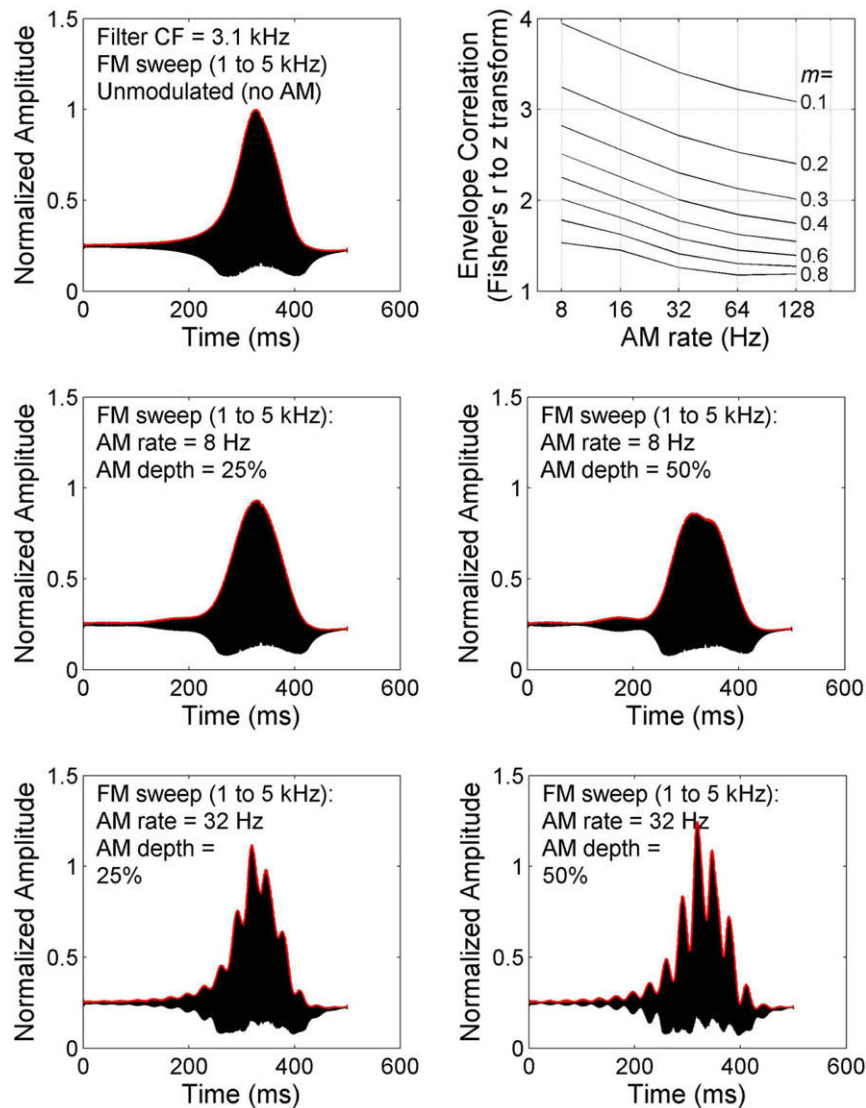 Filter CF = 3.1 kHz
FM sweep (1 to 5 kHz)
Unmodulated (no AM)
Normalized Amplitude
1.5
1
0.5
0
0
200
400
600
Time (ms)
Envelope Correlation
(Fisher's r to z transform)
4
3
2
1
m=
0.1
0.2
0.3
0.4
0.6
0.8
8
16
32
64
128
AM rate (Hz)
FM sweep (1 to 5 kHz):
AM rate = 8 Hz
AM depth = 25%
Normalized Amplitude
1.5
1
0.5
0
0
200
400
600
Time (ms)
FM sweep (1 to 5 kHz):
AM rate = 8 Hz
AM depth = 50%
Normalized Amplitude
1.5
1
0.5
0
0
200
400
600
Time (ms)
FM sweep (1 to 5 kHz):
AM rate = 32 Hz
AM depth =
25%
Normalized Amplitude
1.5
1
0.5
0
0
200
400
600
Time (ms)
FM sweep (1 to 5 kHz):
AM rate = 32 Hz
AM depth =
50%
Normalized Amplitude
1.5
1
0.5
0
0
200
400
600
Time (ms)